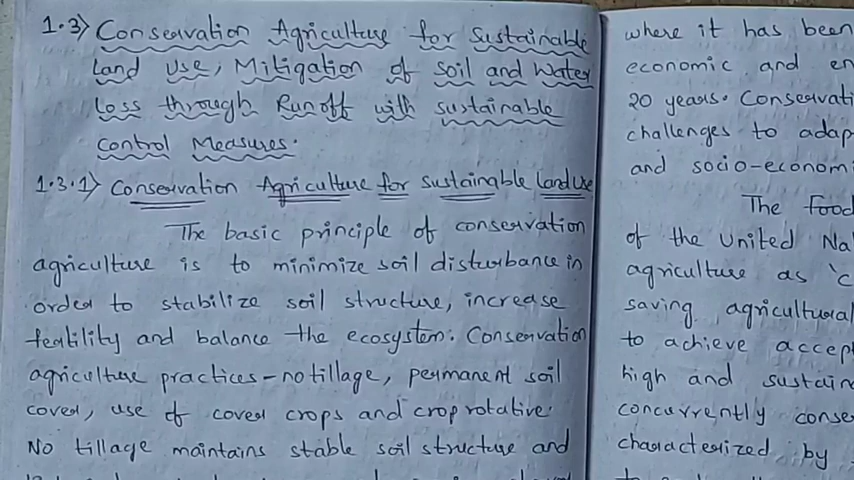 1.3) Conservation Agriculture for Sustainable
Land Use, Mitigation of Soil and Water
Loss through Runoff with sustainable
control Measures.
1.3.1) Conservation Agriculture for sustainable Land Use
The basic principle of conservation
agriculture is to minimize soil disturbance in
order to stabilize soil structure, increase
fertility and balance the ecosystem. Conservation
agriculture practices - no tillage, permanent soil
cover, use of cover crops and crop rotative.
No tillage maintains stable soil structure and
where it has been
economic and en
20 years. Conservati
challenges to adap
and socio-economi
The food
of the United Na
agriculture as 'c
saving agricultural
to achieve accept
high and sustain
concurrently conse
characterized by